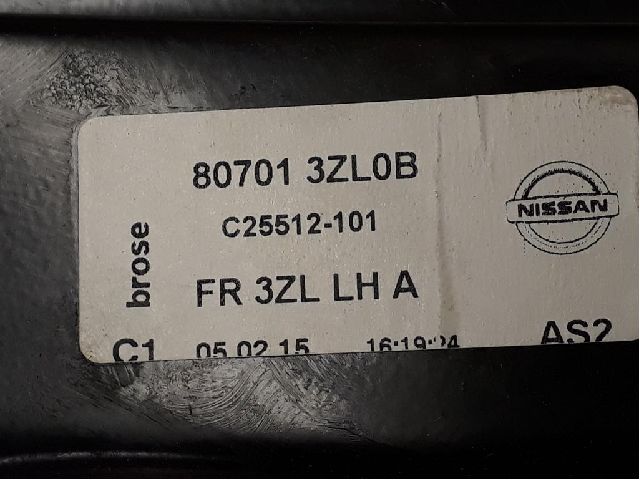 80701 3ZL0B
C25512-101
brose
NISSAN
FR 3ZL LH A
C1 05.02.15 16:19:24 AS2